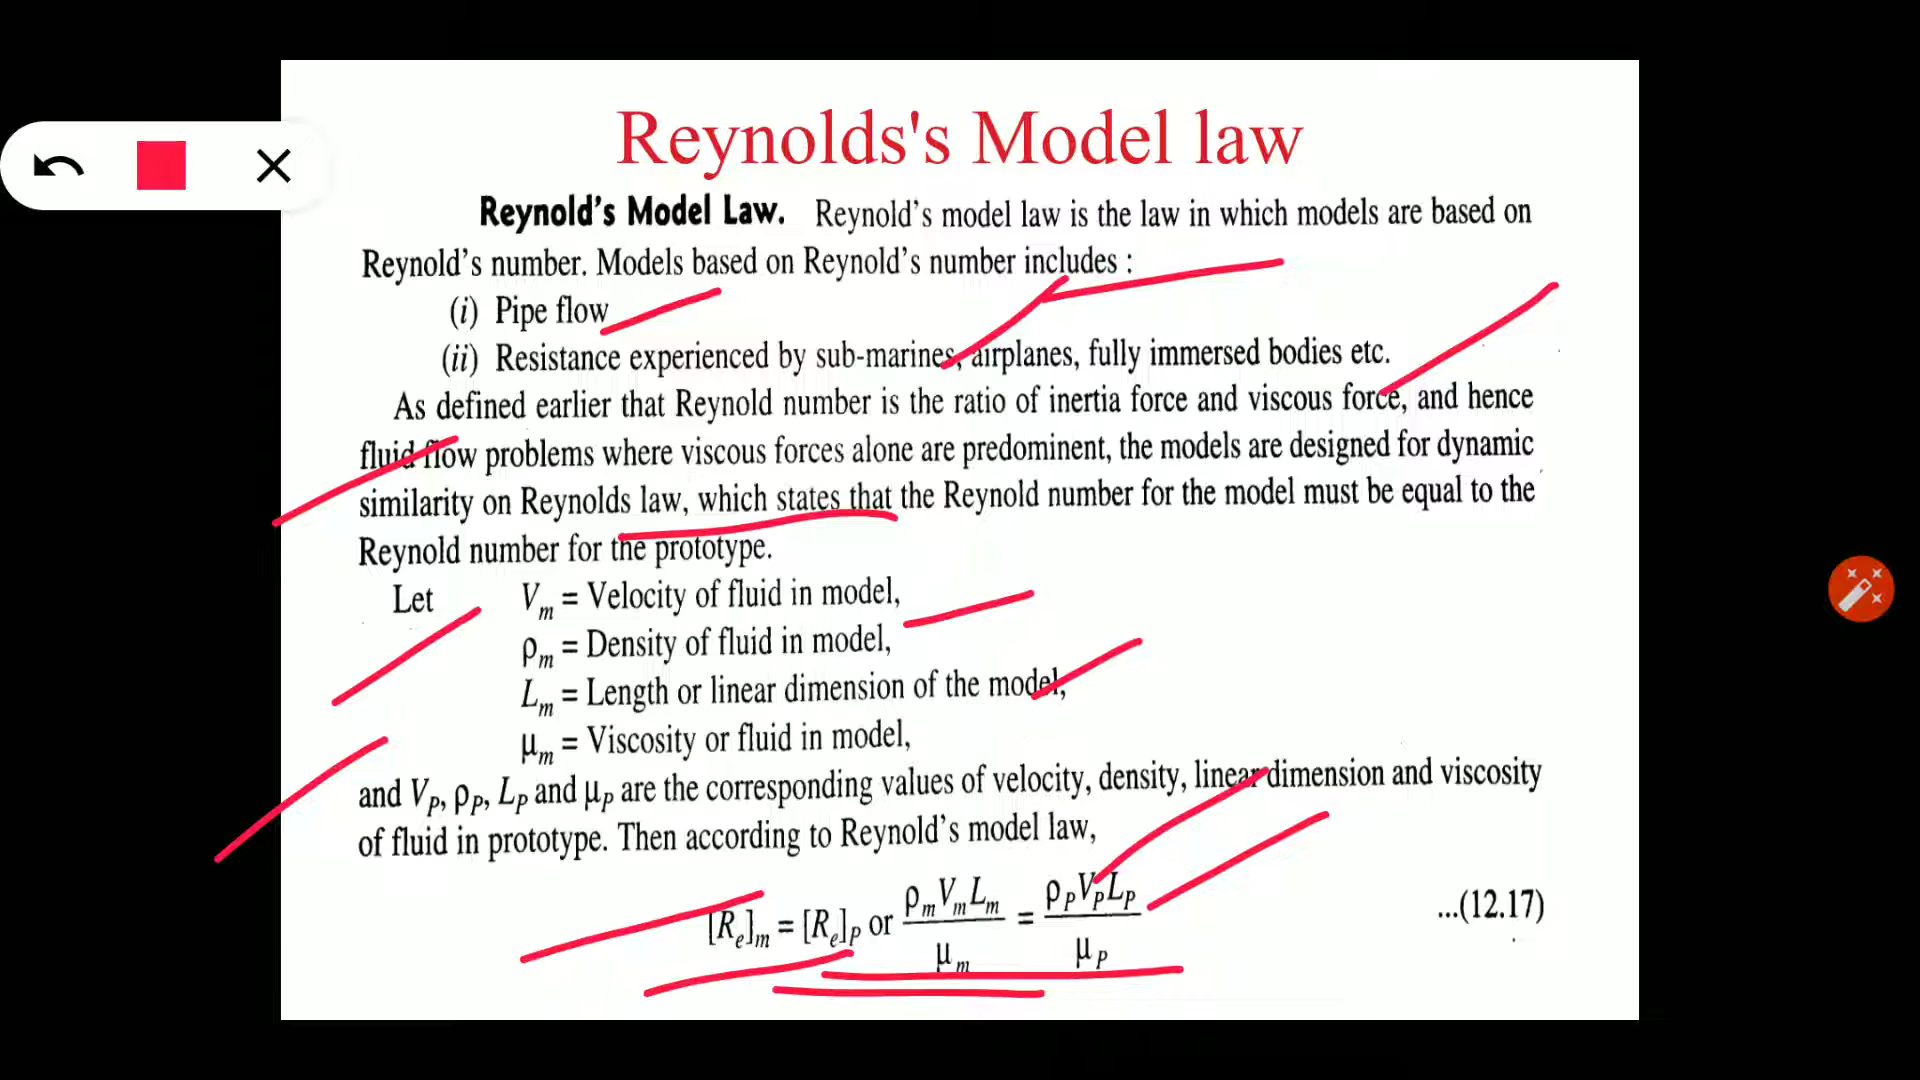 Reynolds's Model law
Reynold's Model Law. Reynold's model law is the law in which models are based on
Reynold's number. Models based on Reynold's number includes :
(i) Pipe flow
(ii) Resistance experienced by sub-marines, airplanes, fully immersed bodies etc.
As defined earlier that Reynold number is the ratio of inertia force and viscous force, and hence
fluid flow problems where viscous forces alone are predominent, the models are designed for dynamic
similarity on Reynolds law, which states that the Reynold number for the model must be equal to the
Reynold number for the prototype.
Let V_m = Velocity of fluid in model,
ρ_m = Density of fluid in model,
L_m = Length or linear dimension of the model,
μ_m = Viscosity or fluid in model,
and V_P, ρ_P, L_P and μ_P are the corresponding values of velocity, density, linear dimension and viscosity
of fluid in prototype. Then according to Reynold's model law,
[R_e]_m = [R_e]_P or ρ_m V_m L_m / μ_m = ρ_P V_P L_P / μ_P ...(12.17)